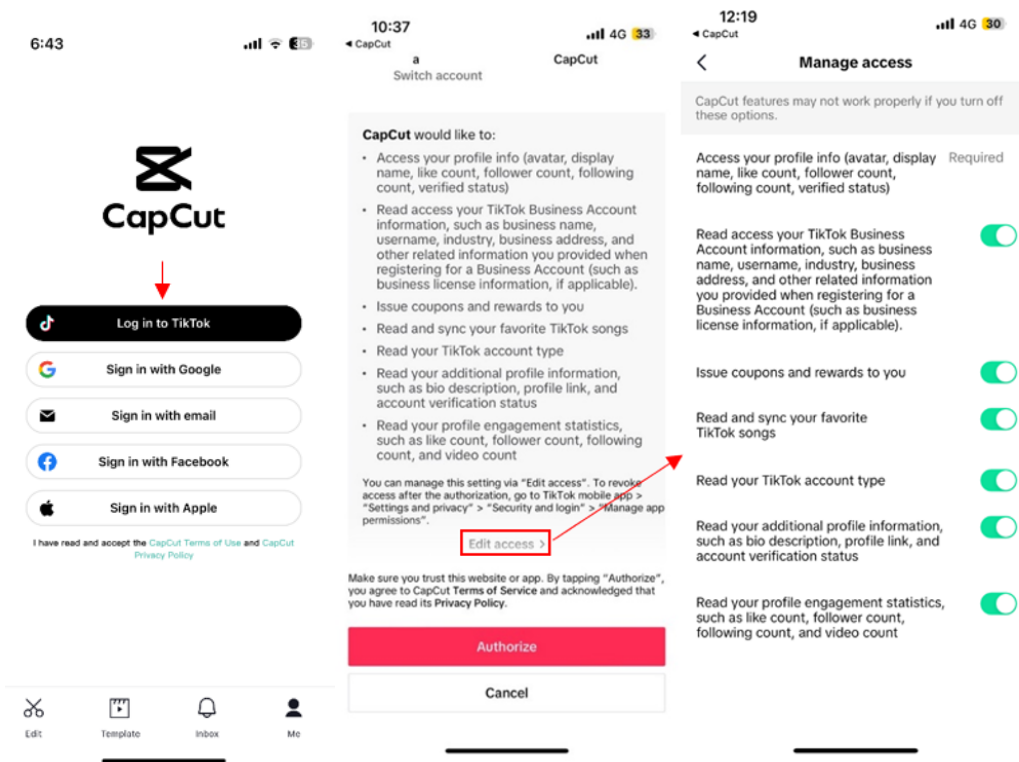 6:43
35
CapCut
Log in to TikTok
Sign in with Google
Sign in with email
Sign in with Facebook
Sign in with Apple
I have read and accept the CapCut Terms of Use and CapCut
Privacy Policy
Edit
Template
Inbox
Me
10:37
4G 33
◀ CapCut
a
CapCut
Switch account
CapCut would like to:
• Access your profile info (avatar, display
name, like count, follower count, following
count, verified status)
• Read access your TikTok Business Account
information, such as business name,
username, industry, business address, and
other related information you provided when
registering for a Business Account (such as
business license information, if applicable).
• Issue coupons and rewards to you
• Read and sync your favorite TikTok songs
• Read your TikTok account type
• Read your additional profile information,
such as bio description, profile link, and
account verification status
• Read your profile engagement statistics,
such as like count, follower count, following
count, and video count
You can manage this setting via "Edit access". To revoke
access after the authorization, go to TikTok mobile app >
"Settings and privacy" > "Security and login" > "Manage app
permissions".
Edit access >
Make sure you trust this website or app. By tapping "Authorize",
you agree to CapCut Terms of Service and acknowledged that
you have read its Privacy Policy.
Authorize
Cancel
12:19
4G 30
◀ CapCut
Manage access
CapCut features may not work properly if you turn off
these options.
Access your profile info (avatar, display Required
name, like count, follower count,
following count, verified status)
Read access your TikTok Business
Account information, such as business
name, username, industry, business
address, and other related information
you provided when registering for a
Business Account (such as business
license information, if applicable).
Issue coupons and rewards to you
Read and sync your favorite
TikTok songs
Read your TikTok account type
Read your additional profile information,
such as bio description, profile link, and
account verification status
Read your profile engagement statistics,
such as like count, follower count,
following count, and video count